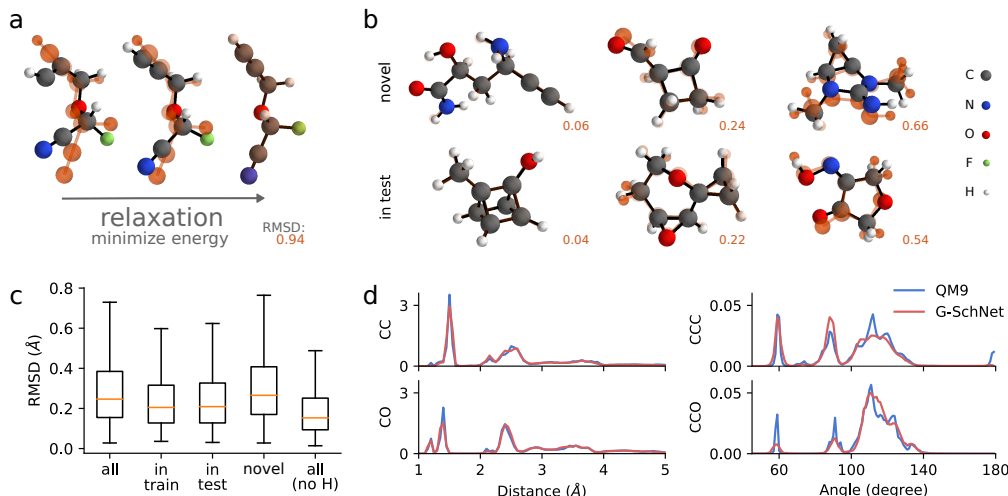 a
relaxation
minimize energy
RMSD:
0.94
b
novel
0.06
0.24
0.66
in test
0.04
0.22
0.54
C
N
O
F
H
c
RMSD (Å)
0.8
0.6
0.4
0.2
0.0
all
in train
in test
novel
all (no H)
d
CC
3
0
CO
3
0
1 2 3 4 5
Distance (Å)
QM9
G-SchNet
CCC
0.05
0.00
CCO
0.05
0.00
60 100 140 180
Angle (degree)